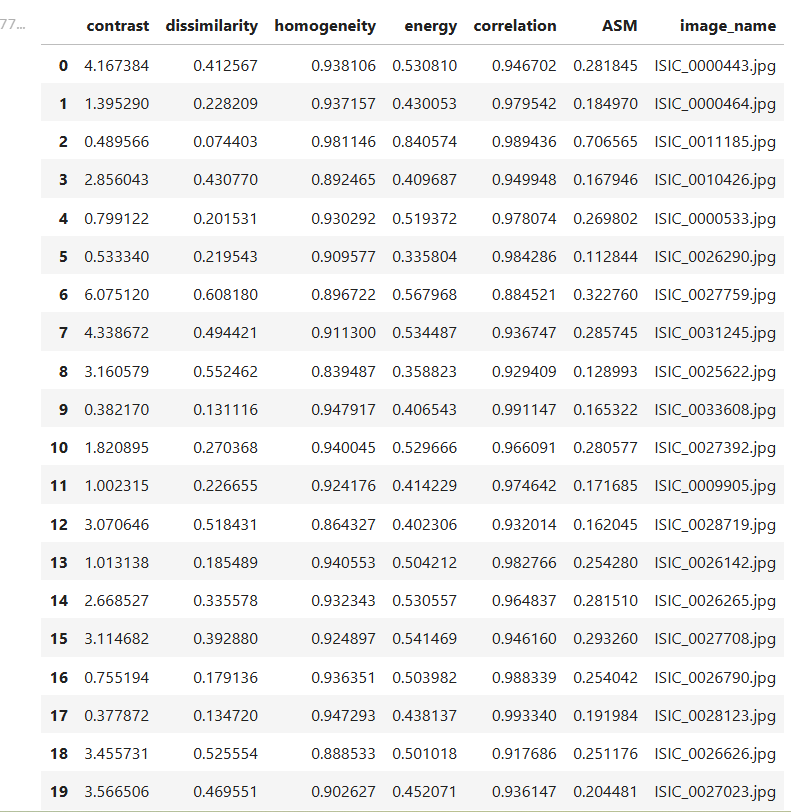 77...
contrast dissimilarity homogeneity energy correlation ASM image_name
0 4.167384 0.412567 0.938106 0.530810 0.946702 0.281845 ISIC_0000443.jpg
1 1.395290 0.228209 0.937157 0.430053 0.979542 0.184970 ISIC_0000464.jpg
2 0.489566 0.074403 0.981146 0.840574 0.989436 0.706565 ISIC_0011185.jpg
3 2.856043 0.430770 0.892465 0.409687 0.949948 0.167946 ISIC_0010426.jpg
4 0.799122 0.201531 0.930292 0.519372 0.978074 0.269802 ISIC_0000533.jpg
5 0.533340 0.219543 0.909577 0.335804 0.984286 0.112844 ISIC_0026290.jpg
6 6.075120 0.608180 0.896722 0.567968 0.884521 0.322760 ISIC_0027759.jpg
7 4.338672 0.494421 0.911300 0.534487 0.936747 0.285745 ISIC_0031245.jpg
8 3.160579 0.552462 0.839487 0.358823 0.929409 0.128993 ISIC_0025622.jpg
9 0.382170 0.131116 0.947917 0.406543 0.991147 0.165322 ISIC_0033608.jpg
10 1.820895 0.270368 0.940045 0.529666 0.966091 0.280577 ISIC_0027392.jpg
11 1.002315 0.226655 0.924176 0.414229 0.974642 0.171685 ISIC_0009905.jpg
12 3.070646 0.518431 0.864327 0.402306 0.932014 0.162045 ISIC_0028719.jpg
13 1.013138 0.185489 0.940553 0.504212 0.982766 0.254280 ISIC_0026142.jpg
14 2.668527 0.335578 0.932343 0.530557 0.964837 0.281510 ISIC_0026265.jpg
15 3.114682 0.392880 0.924897 0.541469 0.946160 0.293260 ISIC_0027708.jpg
16 0.755194 0.179136 0.936351 0.503982 0.988339 0.254042 ISIC_0026790.jpg
17 0.377872 0.134720 0.947293 0.438137 0.993340 0.191984 ISIC_0028123.jpg
18 3.455731 0.525554 0.888533 0.501018 0.917686 0.251176 ISIC_0026626.jpg
19 3.566506 0.469551 0.902627 0.452071 0.936147 0.204481 ISIC_0027023.jpg